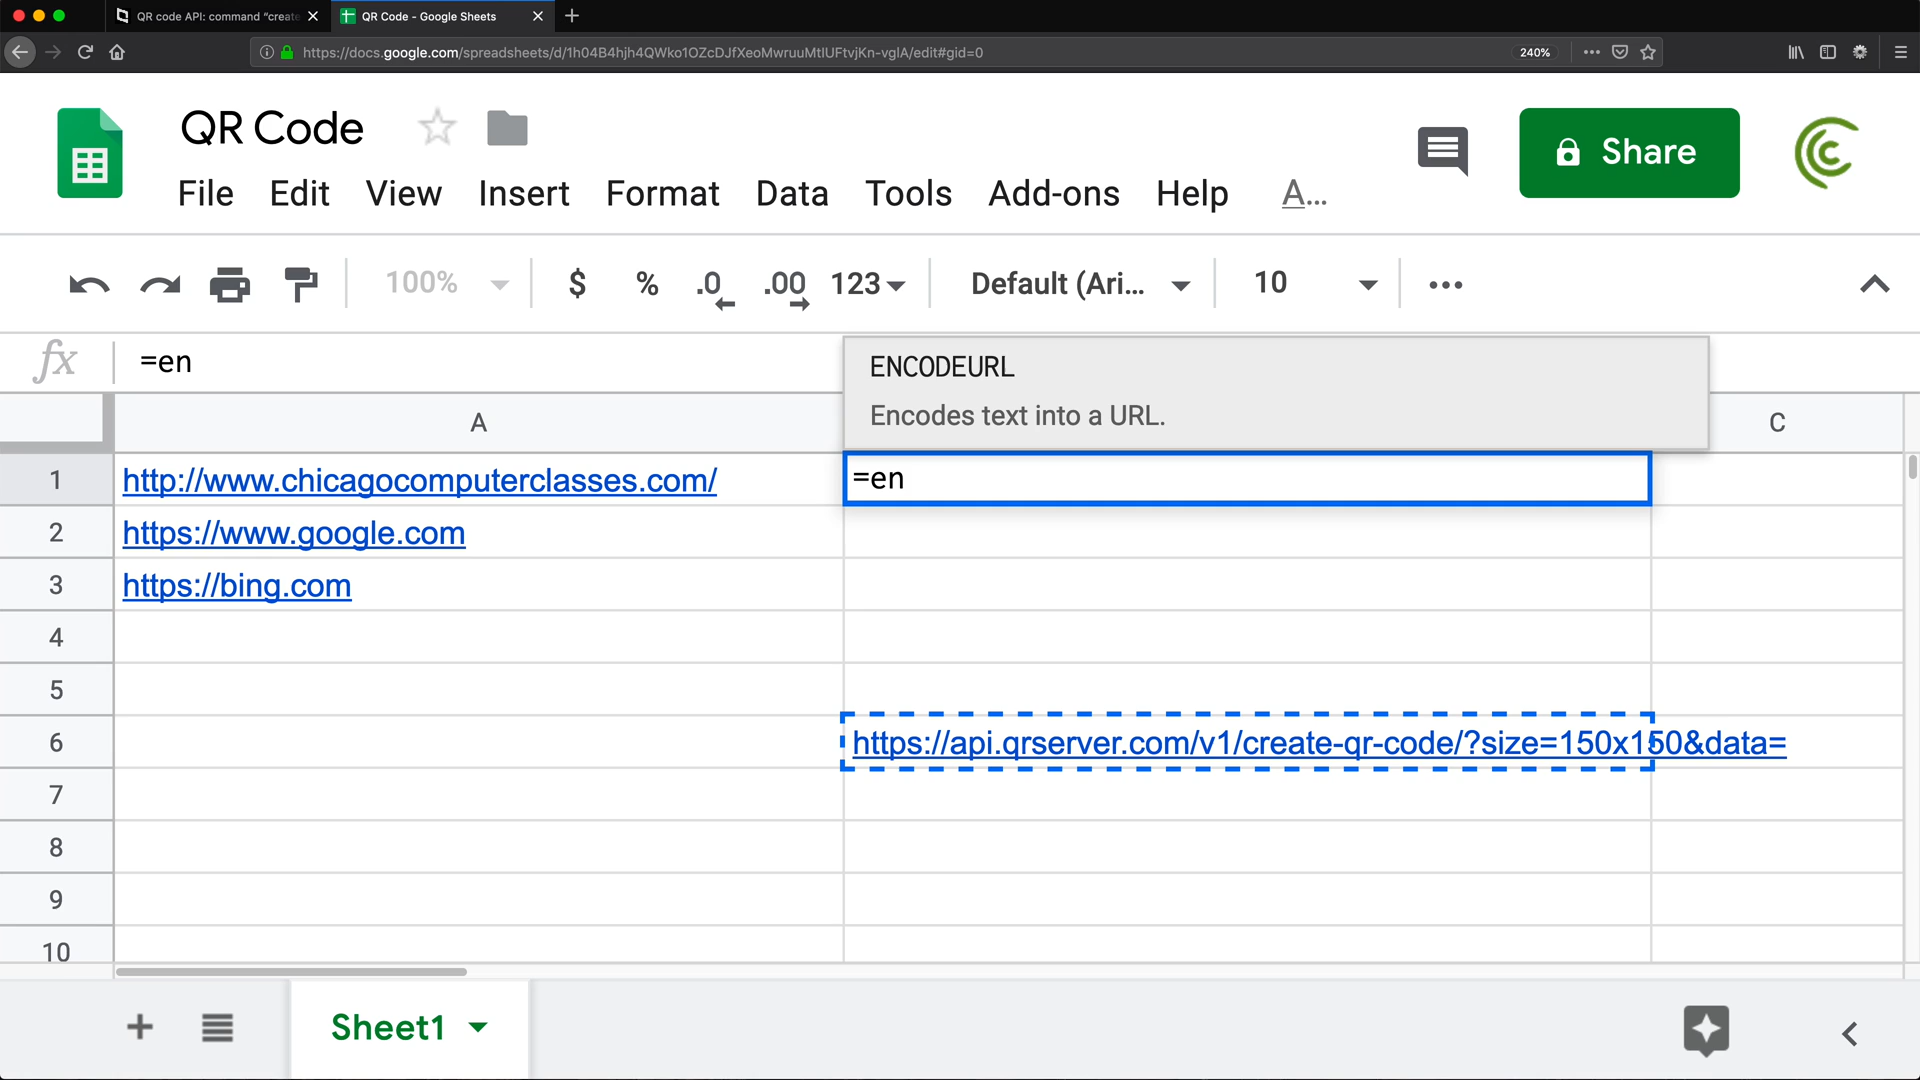 QR code API: command "create
QR Code - Google Sheets
https://docs.google.com/spreadsheets/d/1h04B4hjh4QWko1OZcDJfXeoMwruuMtlUFtvjKn-vglA/edit#gid=0
240%
QR Code
Share
File Edit View Insert Format Data Tools Add-ons Help A...
100% $ % .0 .00 123 Default (Ari... 10
fx =en
ENCODEURL
Encodes text into a URL.
A C
1 http://www.chicagocomputerclasses.com/ =en
2 https://www.google.com
3 https://bing.com
4
5
6 https://api.qrserver.com/v1/create-qr-code/?size=150x150&data=
7
8
9
10
Sheet1